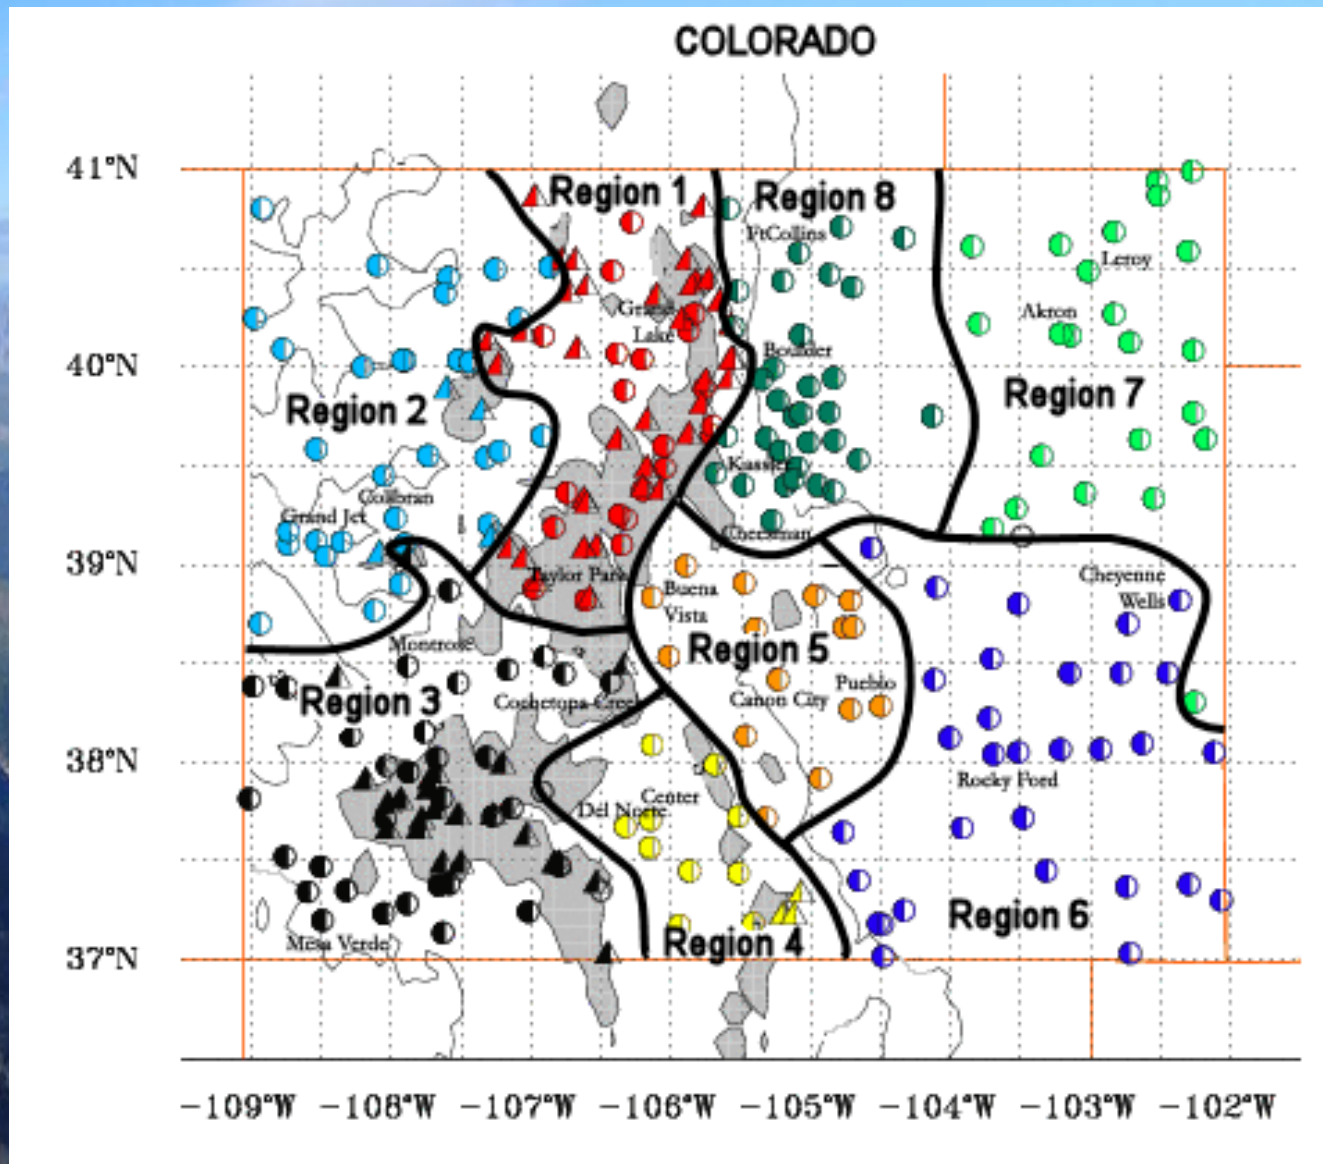 COLORADO
41°N
40°N
39°N
38°N
37°N
Region 1
Region 8
FtCollins
Leroy
Grand
Lake
Akron
Boulder
Region 2
Region 7
Kassler
Collbran
Grand Jct
Cheesman
Taylor Park
Buena
Vista
Cheyenne
Wells
Montrose
Region 5
Region 3
Cochetopa Creek
Canon City
Pueblo
Rocky Ford
Del Norte
Center
Mesa Verde
Region 4
Region 6
-109°W -108°W -107°W -106°W -105°W -104°W -103°W -102°W